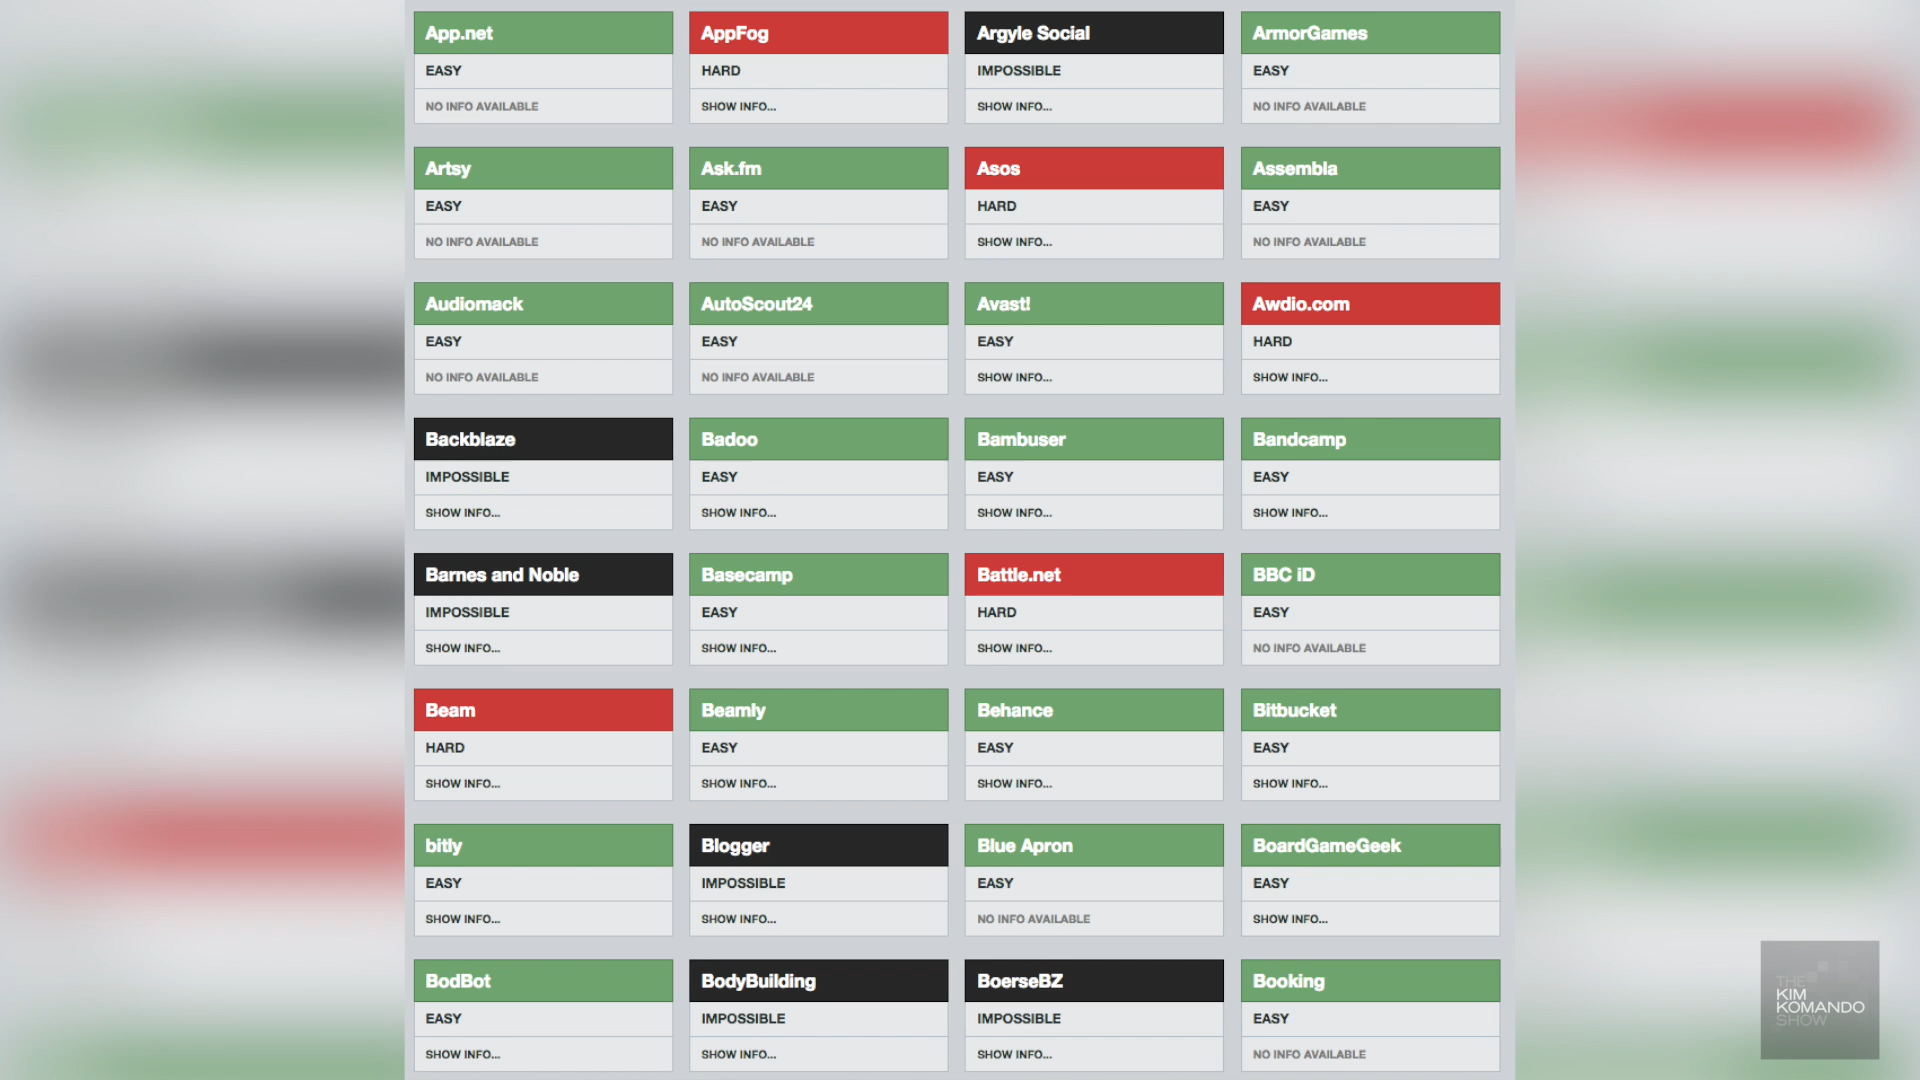 App.net
EASY
NO INFO AVAILABLE
AppFog
HARD
SHOW INFO...
Argyle Social
IMPOSSIBLE
SHOW INFO...
ArmorGames
EASY
NO INFO AVAILABLE
Artsy
EASY
NO INFO AVAILABLE
Ask.fm
EASY
NO INFO AVAILABLE
Asos
HARD
SHOW INFO...
Assembla
EASY
NO INFO AVAILABLE
Audiomack
EASY
NO INFO AVAILABLE
AutoScout24
EASY
NO INFO AVAILABLE
Avast!
EASY
SHOW INFO...
Awdio.com
HARD
SHOW INFO...
Backblaze
IMPOSSIBLE
SHOW INFO...
Badoo
EASY
SHOW INFO...
Bambuser
EASY
SHOW INFO...
Bandcamp
EASY
SHOW INFO...
Barnes and Noble
IMPOSSIBLE
SHOW INFO...
Basecamp
EASY
SHOW INFO...
Battle.net
HARD
SHOW INFO...
BBC iD
EASY
NO INFO AVAILABLE
Beam
HARD
SHOW INFO...
Beamly
EASY
SHOW INFO...
Behance
EASY
SHOW INFO...
Bitbucket
EASY
SHOW INFO...
bitly
EASY
SHOW INFO...
Blogger
IMPOSSIBLE
SHOW INFO...
Blue Apron
EASY
NO INFO AVAILABLE
BoardGameGeek
EASY
SHOW INFO...
BodBot
EASY
SHOW INFO...
BodyBuilding
IMPOSSIBLE
SHOW INFO...
BoerseBZ
IMPOSSIBLE
SHOW INFO...
Booking
EASY
NO INFO AVAILABLE
THE
KIM
KOMANDO
SHOW